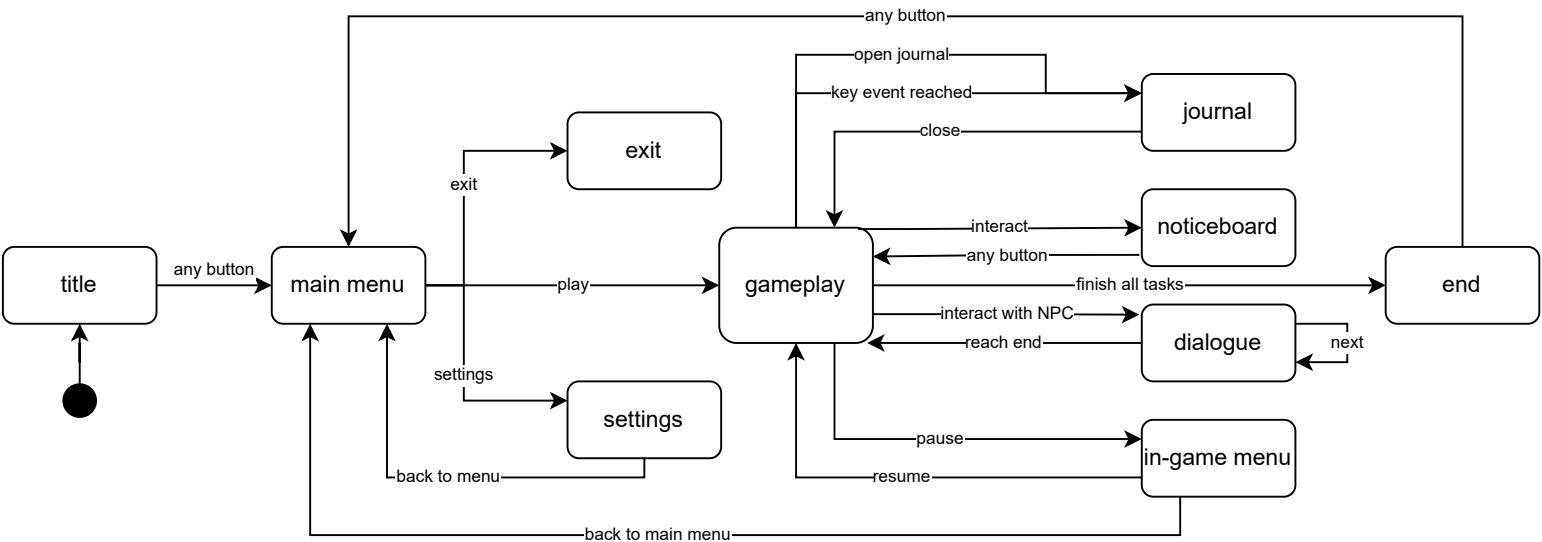 any button
open journal
key event reached
journal
close
exit
exit
noticeboard
interact
any button
title
any button
main menu
play
gameplay
finish all tasks
end
interact with NPC
reach end
dialogue
next
settings
settings
pause
in-game menu
back to menu
resume
back to main menu